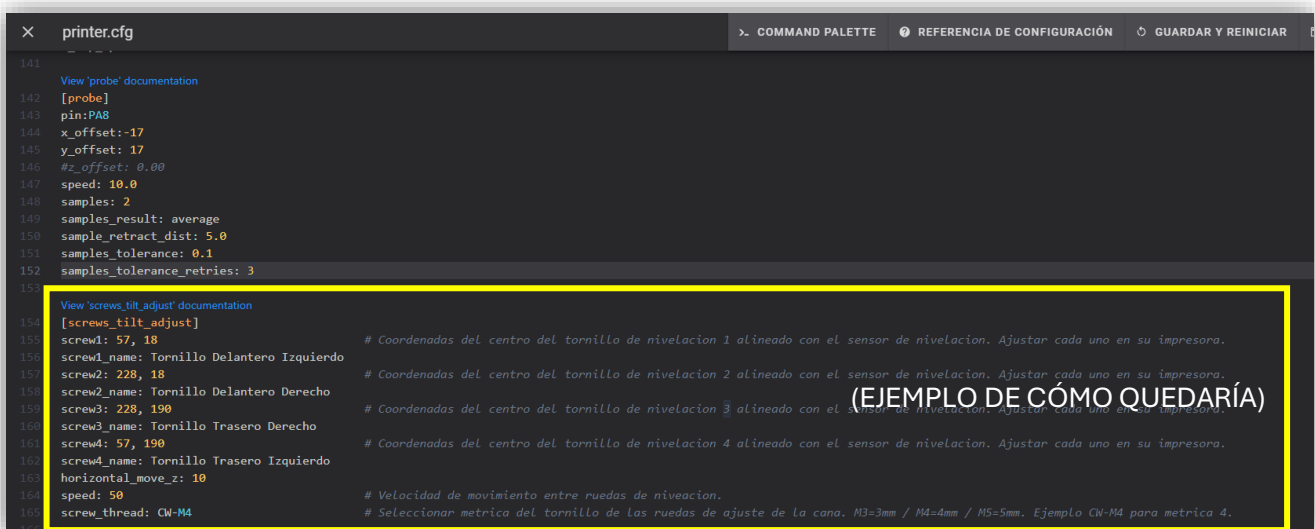 printer.cfg
COMMAND PALETTE
REFERENCIA DE CONFIGURACIÓN
GUARDAR Y REINICIAR
141
View 'probe' documentation
142 [probe]
143 pin:PA8
144 x_offset:-17
145 y_offset: 17
146 #z_offset: 0.00
147 speed: 10.0
148 samples: 2
149 samples_result: average
150 sample_retract_dist: 5.0
151 samples_tolerance: 0.1
152 samples_tolerance_retries: 3
153
View 'screws_tilt_adjust' documentation
154 [screws_tilt_adjust]
155 screw1: 57, 18 # Coordenadas del centro del tornillo de nivelacion 1 alineado con el sensor de nivelacion. Ajustar cada uno en su impresora.
156 screw1_name: Tornillo Delantero Izquierdo
157 screw2: 228, 18 # Coordenadas del centro del tornillo de nivelacion 2 alineado con el sensor de nivelacion. Ajustar cada uno en su impresora.
158 screw2_name: Tornillo Delantero Derecho
(EJEMPLO DE CÓMO QUEDARÍA)
159 screw3: 228, 190 # Coordenadas del centro del tornillo de nivelacion 3 alineado con el sensor de nivelacion. Ajustar cada uno en su impresora.
160 screw3_name: Tornillo Trasero Derecho
161 screw4: 57, 190 # Coordenadas del centro del tornillo de nivelacion 4 alineado con el sensor de nivelacion. Ajustar cada uno en su impresora.
162 screw4_name: Tornillo Trasero Izquierdo
163 horizontal_move_z: 10
164 speed: 50 # Velocidad de movimiento entre ruedas de niveacion.
165 screw_thread: CW-M4 # Seleccionar metrica del tornillo de las ruedas de ajuste de la cana. M3=3mm / M4=4mm / M5=5mm. Ejemplo CW-M4 para metrica 4.